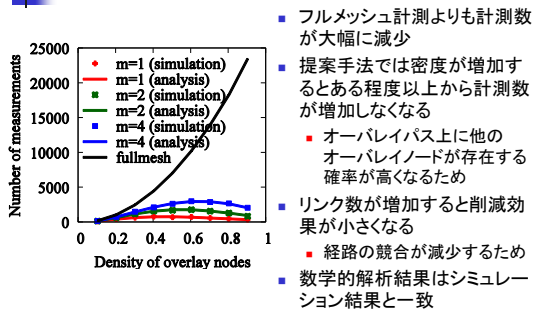 25000
20000
15000
10000
5000
0
0 0.2 0.4 0.6 0.8 1
Number of measurements
Density of overlay nodes
m=1 (simulation)
m=1 (analysis)
m=2 (simulation)
m=2 (analysis)
m=4 (simulation)
m=4 (analysis)
fullmesh
フルメッシュ計測よりも計測数
が大幅に減少
提案手法では密度が増加す
るとある程度以上から計測数
が増加しなくなる
オーバレイパス上に他の
オーバレイノードが存在する
確率が高くなるため
リンク数が増加すると削減効
果が小さくなる
経路の競合が減少するため
数学的解析結果はシミュレー
ション結果と一致